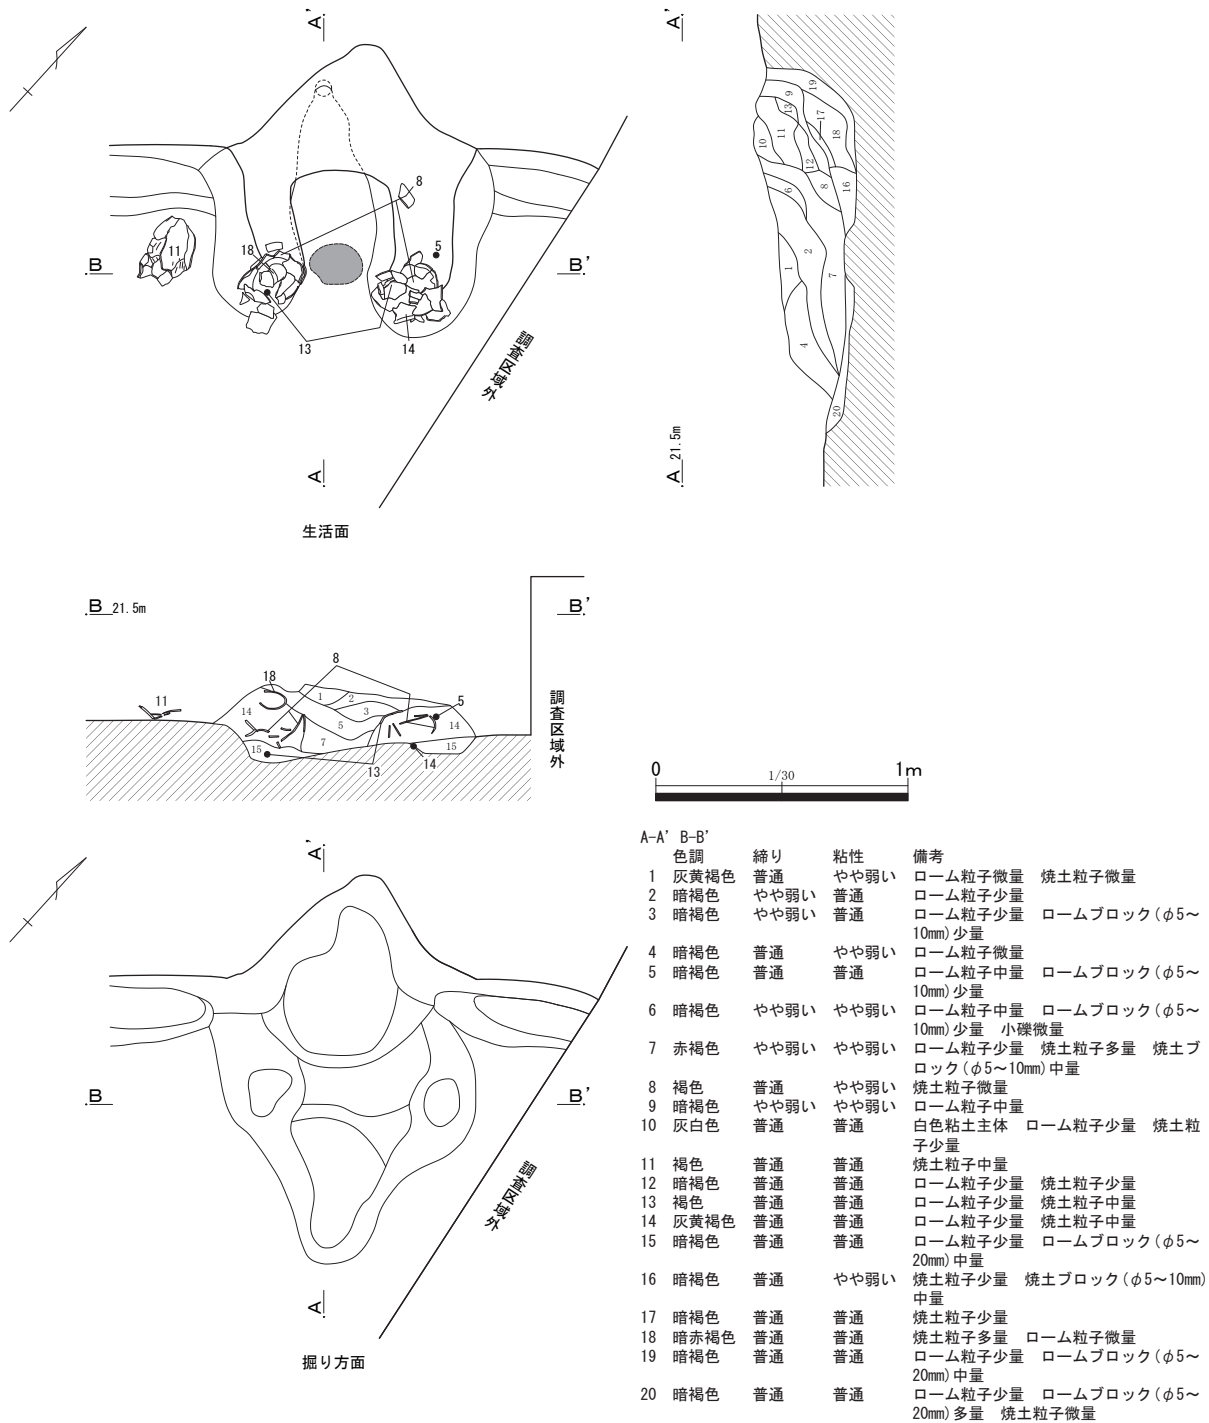 A'
8
11
18
5
B
B'
13
14
調査区域外
A
生活面
A'
19
9
13
17
10
11
18
12
8
16
6
2
1
7
4
20
A 21.5m
B 21.5m
B'
8
18
11
1
2
5
14
3
14
5
15
7
15
13
14
調査区域外
0
1/30
1m
A'
B
B'
調査区域外
A
掘り方面
A-A' B-B'
色調 締り 粘性 備考
1 灰黄褐色 普通 やや弱い ローム粒子微量 焼土粒子微量
2 暗褐色 やや弱い 普通 ローム粒子少量
3 暗褐色 やや弱い 普通 ローム粒子少量 ロームブロック(φ5～
10mm)少量
4 暗褐色 普通 やや弱い ローム粒子微量
5 暗褐色 普通 普通 ローム粒子中量 ロームブロック(φ5～
10mm)少量
6 暗褐色 やや弱い やや弱い ローム粒子中量 ロームブロック(φ5～
10mm)少量 小礫微量
7 赤褐色 やや弱い やや弱い ローム粒子少量 焼土粒子多量 焼土ブ
ロック(φ5～10mm)中量
8 褐色 普通 やや弱い 焼土粒子微量
9 暗褐色 やや弱い やや弱い ローム粒子中量
10 灰白色 普通 普通 白色粘土主体 ローム粒子少量 焼土粒
子少量
11 褐色 普通 普通 焼土粒子中量
12 暗褐色 普通 普通 ローム粒子少量 焼土粒子少量
13 褐色 普通 普通 ローム粒子少量 焼土粒子中量
14 灰黄褐色 普通 普通 ローム粒子少量 焼土粒子中量
15 暗褐色 普通 普通 ローム粒子少量 ロームブロック(φ5～
20mm)中量
16 暗褐色 普通 やや弱い 焼土粒子少量 焼土ブロック(φ5～10mm)
中量
17 暗褐色 普通 普通 焼土粒子少量
18 暗赤褐色 普通 普通 焼土粒子多量 ローム粒子微量
19 暗褐色 普通 普通 ローム粒子少量 ロームブロック(φ5～
20mm)中量
20 暗褐色 普通 普通 ローム粒子少量 ロームブロック(φ5～
20mm)多量 焼土粒子微量